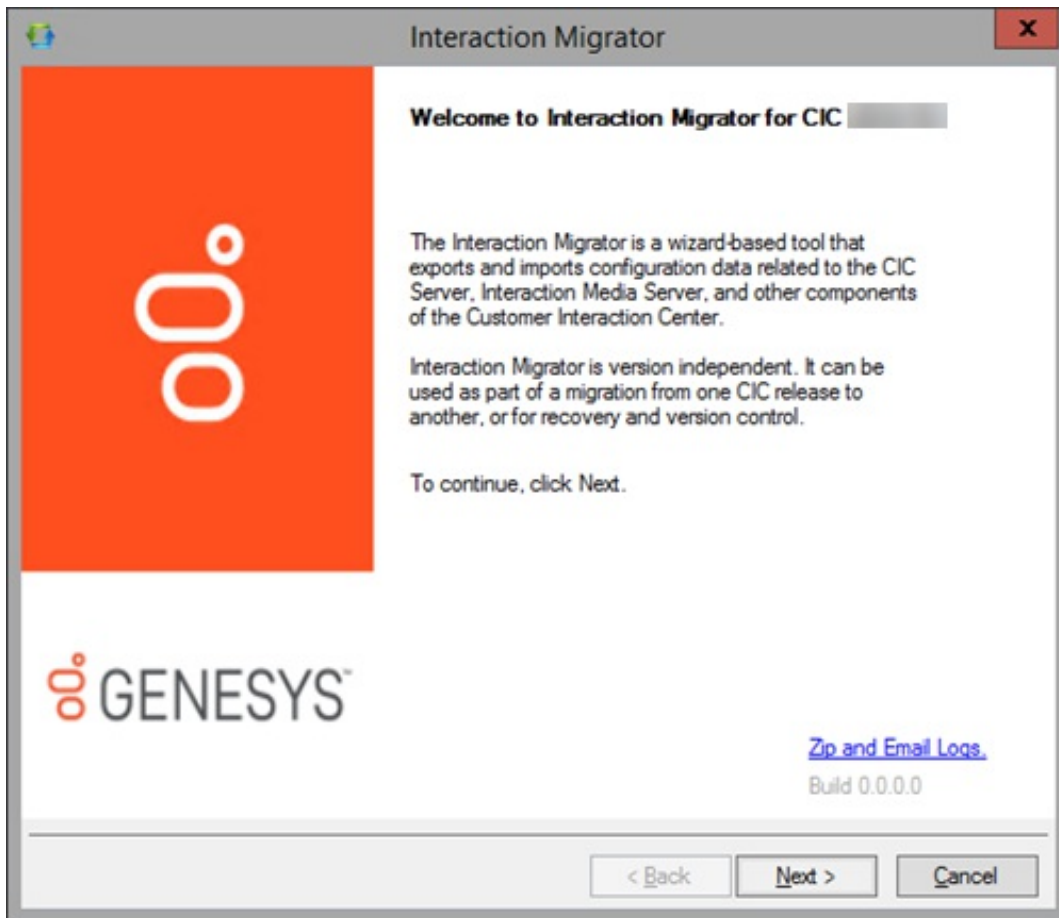 Interaction Migrator
x
Welcome to Interaction Migrator for CIC
The Interaction Migrator is a wizard-based tool that
exports and imports configuration data related to the CIC
Server, Interaction Media Server, and other components
of the Customer Interaction Center.
Interaction Migrator is version independent. It can be
used as part of a migration from one CIC release to
another, or for recovery and version control.
To continue, click Next.
GENESYS™
Zip and Email Logs.
Build 0.0.0.0
< Back
Next >
Cancel